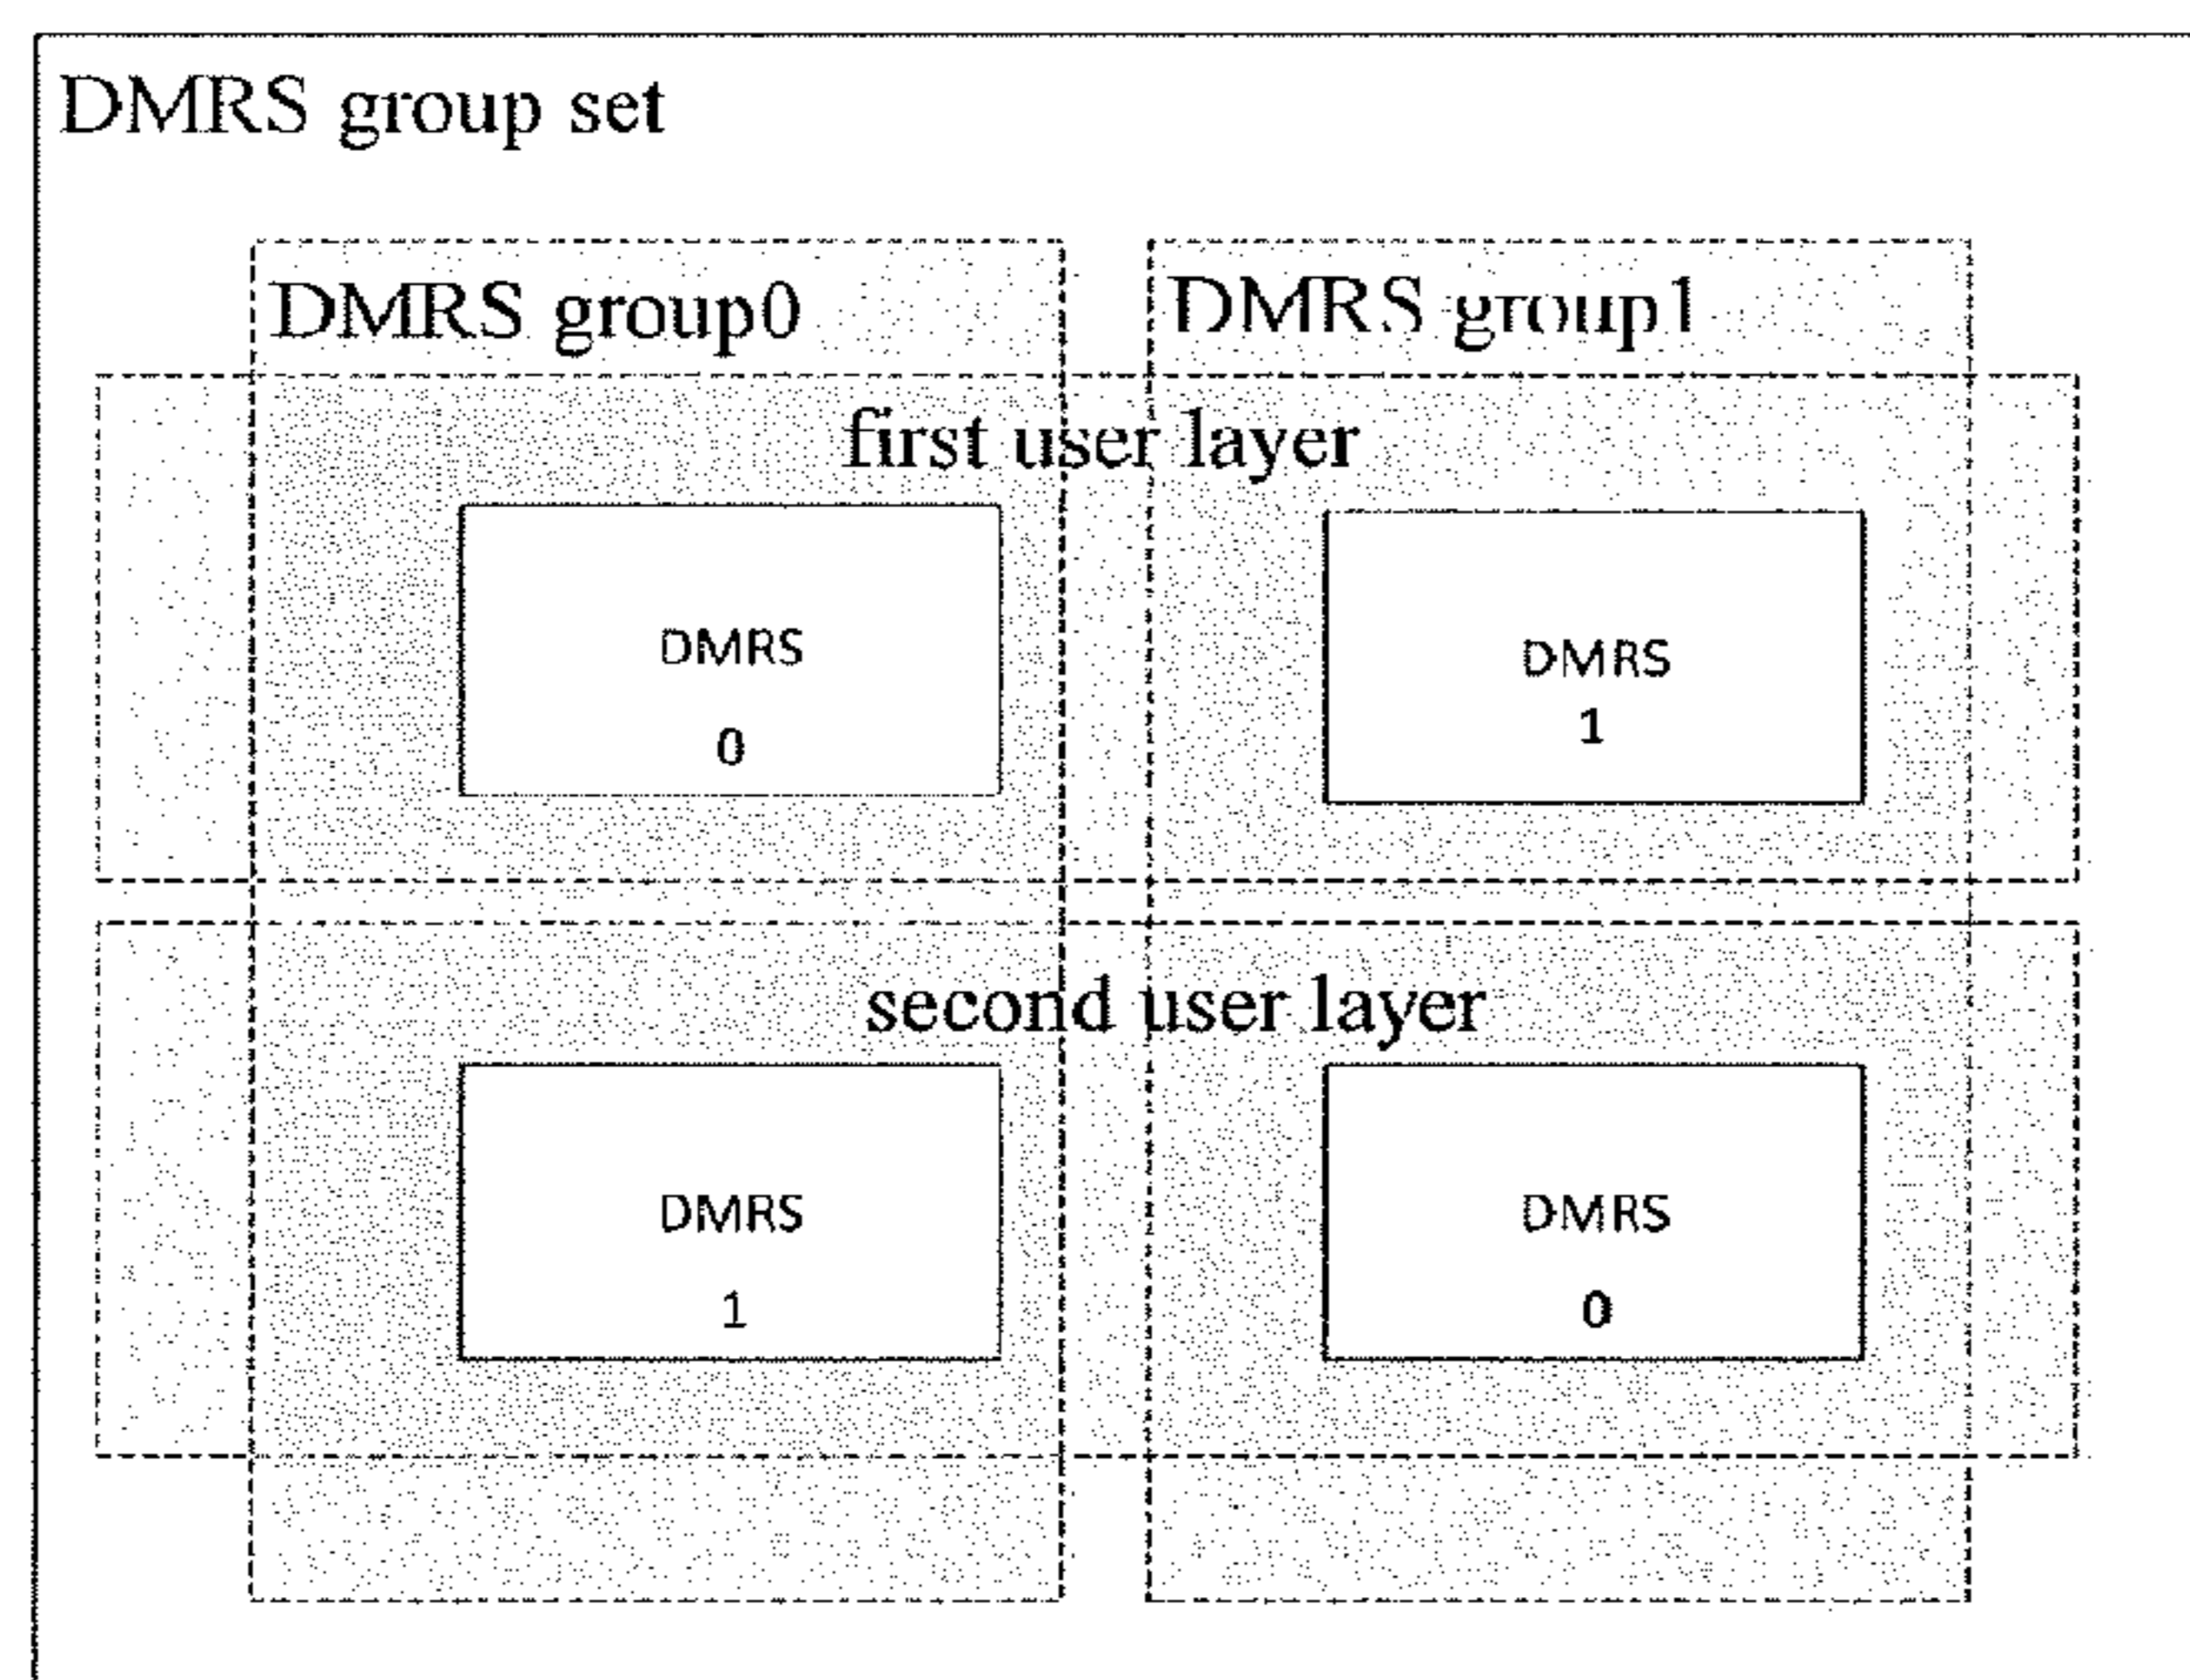 DMRS group set
DMRS group0
DMRS group1
first user layer
DMRS
0
DMRS
1
second user layer
DMRS
1
DMRS
0